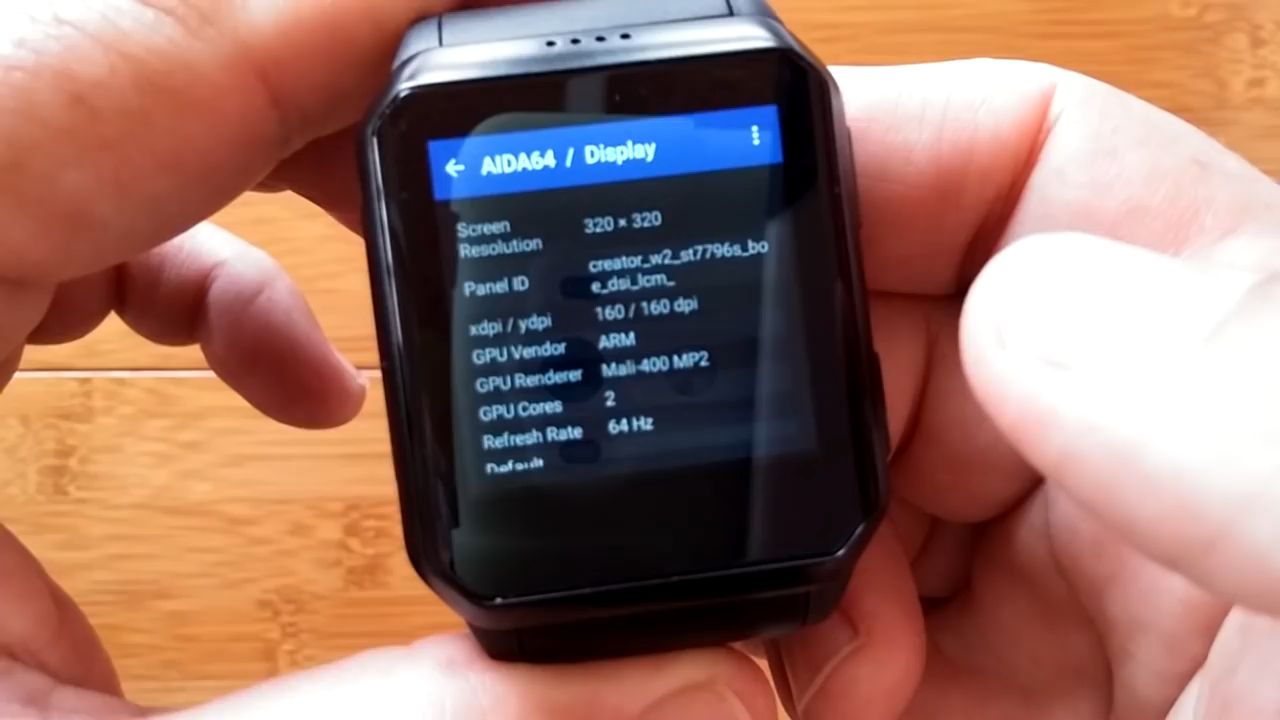 AIDA64 / Display
Screen
Resolution
320 × 320
Panel ID
creator_w2_st7796s_bo
e_dsi_lcm_
xdpi / ydpi 160 / 160 dpi
GPU Vendor ARM
GPU Renderer Mali-400 MP2
GPU Cores 2
Refresh Rate 64 Hz
Default